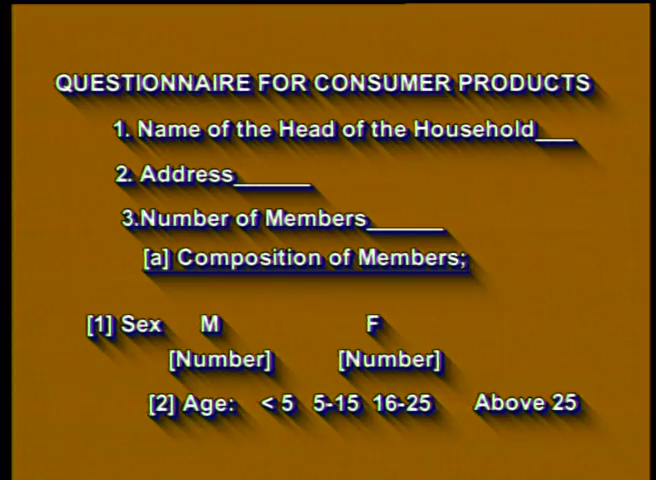 QUESTIONNAIRE FOR CONSUMER PRODUCTS
1. Name of the Head of the Household___
2. Address______
3.Number of Members______
[a] Composition of Members;
[1] Sex M F
[Number] [Number]
[2] Age: < 5 5-15 16-25 Above 25